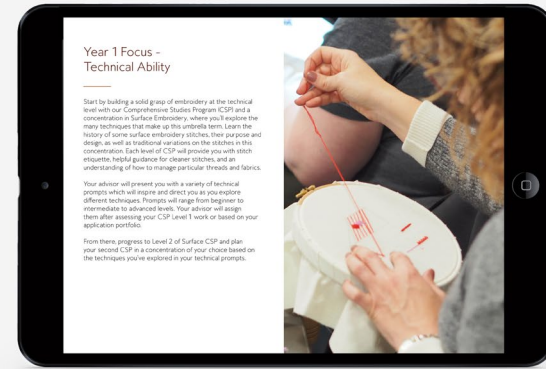 Year 1 Focus -
Technical Ability
Start by building a solid grasp of embroidery at the technical
level with our Comprehensive Studies Program (CSP) and a
concentration in Surface Embroidery, where you'll explore the
many techniques that make up this umbrella term. Learn the
history of some surface embroidery stitches, their purpose and
design, as well as traditional variations on the stitches in this
concentration. Each level of CSP will provide you with stitch
etiquette, helpful guidance for cleaner stitches, and an
understanding of how to manage particular threads and fabrics.
Your advisor will present you with a variety of technical
prompts which will inspire and direct you as you explore
different techniques. Prompts will range from beginner to
intermediate to advanced levels. Your advisor will assign
them after assessing your CSP Level 1 work or based on your
application portfolio.
From there, progress to Level 2 of Surface CSP and plan
your second CSP in a concentration of your choice based on
the techniques you've explored in your technical prompts.